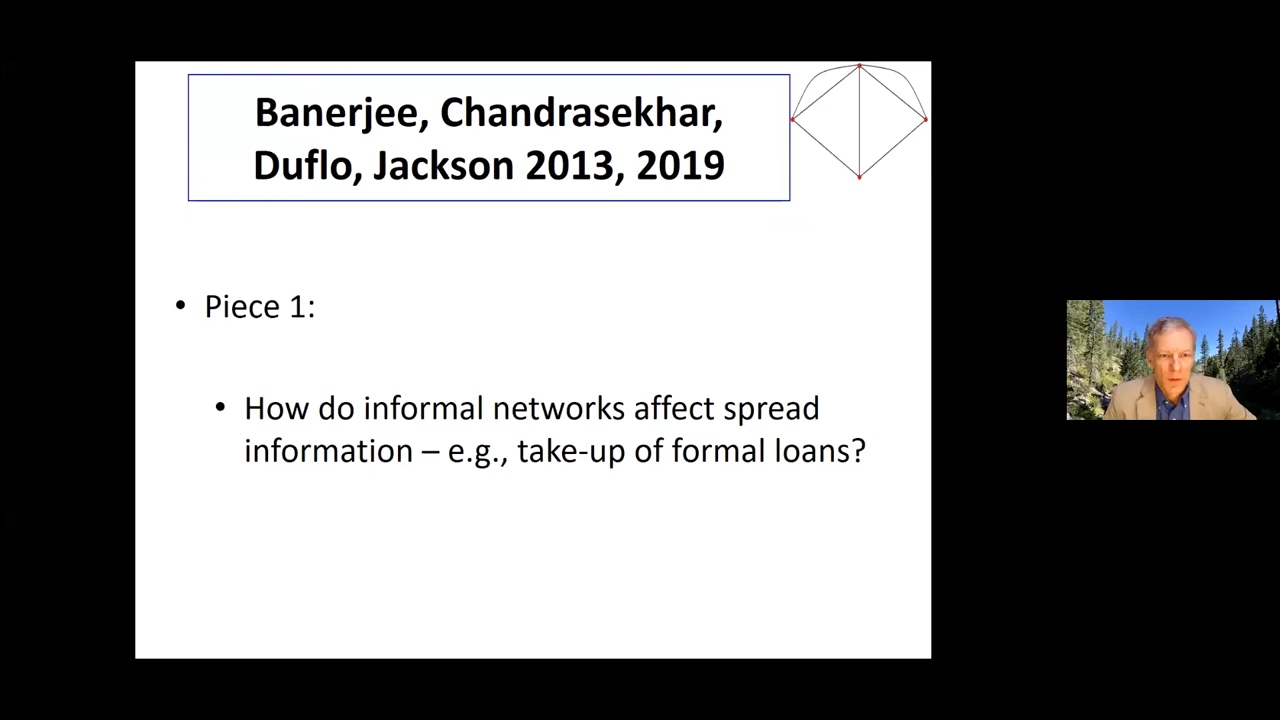 Banerjee, Chandrasekhar,
Duflo, Jackson 2013, 2019
• Piece 1:
• How do informal networks affect spread
information – e.g., take-up of formal loans?